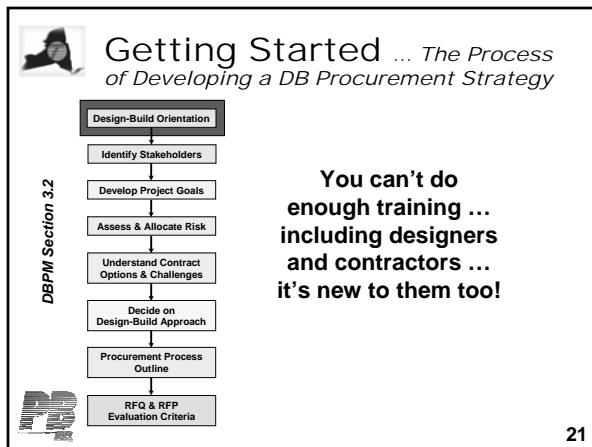 Getting Started ... The Process
of Developing a DB Procurement Strategy
DBPM Section 3.2
Design-Build Orientation
Identify Stakeholders
Develop Project Goals
Assess & Allocate Risk
Understand Contract
Options & Challenges
Decide on
Design-Build Approach
Procurement Process
Outline
RFQ & RFP
Evaluation Criteria
You can't do
enough training ...
including designers
and contractors ...
it's new to them too!
PB
21